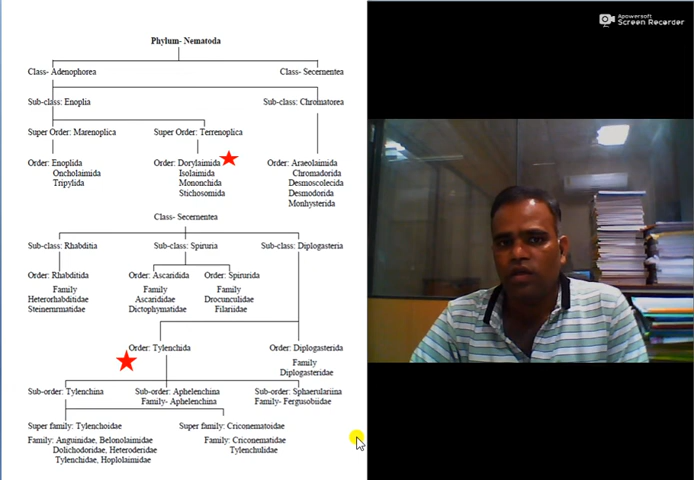 Apowersoft
Screen Recorder
Phylum- Nematoda
Class- Adenophorea
Class- Secernentea
Sub-class: Enoplia
Sub-class: Chromatorea
Super Order: Marenoplica
Super Order: Terrenoplica
Order: Enoplida
Oncholaimida
Tripylida
Order: Dorylaimida
Isolaimida
Mononchida
Stichosomida
Order: Araeolaimida
Chromadorida
Desmoscolecida
Desmodorida
Monhysterida
Class- Secernentea
Sub-class: Rhabditia
Sub-class: Spiruria
Sub-class: Diplogasteria
Order: Rhabditida
Family
Heterorhabditidae
Steinernmatidae
Order: Ascaridida
Family
Ascarididae
Dictophymatidae
Order: Spirurida
Family
Drocunculidae
Filariidae
Order: Tylenchida
Order: Diplogasterida
Family
Diplogasteridae
Sub-order: Tylenchina
Sub-order: Aphelenchina
Family- Aphelenchina
Sub-order: Sphaerulariina
Family- Fergusobiidae
Super family: Tylenchoidae
Super family: Criconematoidae
Family: Anguinidae, Belonolaimidae
Dolichodoridae, Heteroderidae
Tylenchidae, Hoplolaimidae
Family: Criconematidae
Tylenchulidae